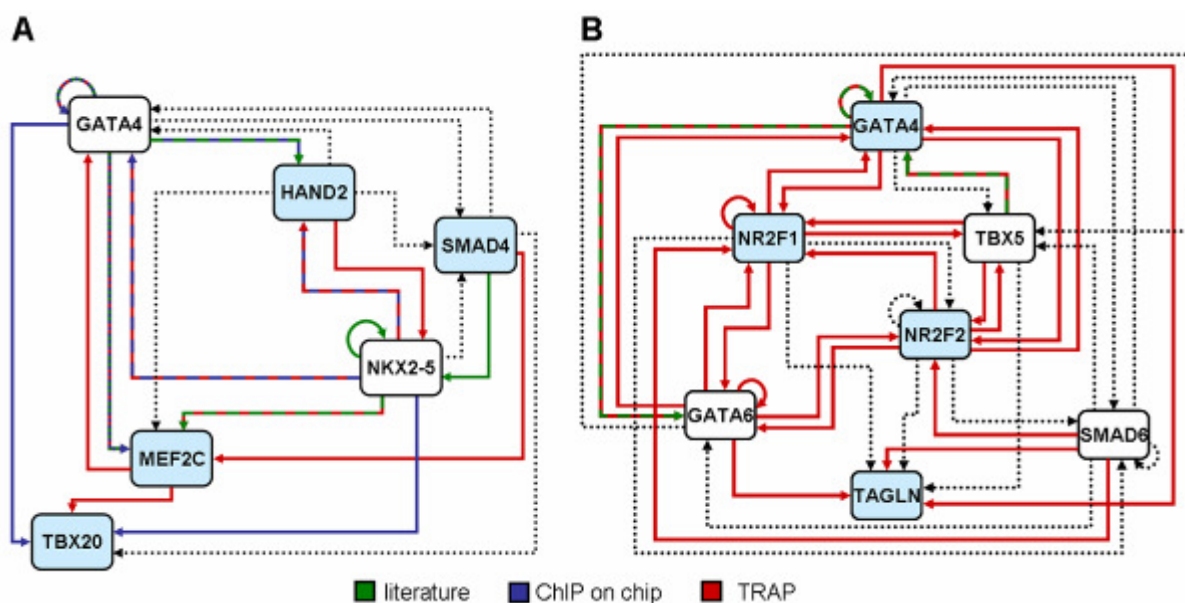 A
B
GATA4
HAND2
SMAD4
NKX2-5
MEF2C
TBX20
GATA4
NR2F1
TBX5
NR2F2
GATA6
SMAD6
TAGLN
literature
ChIP on chip
TRAP